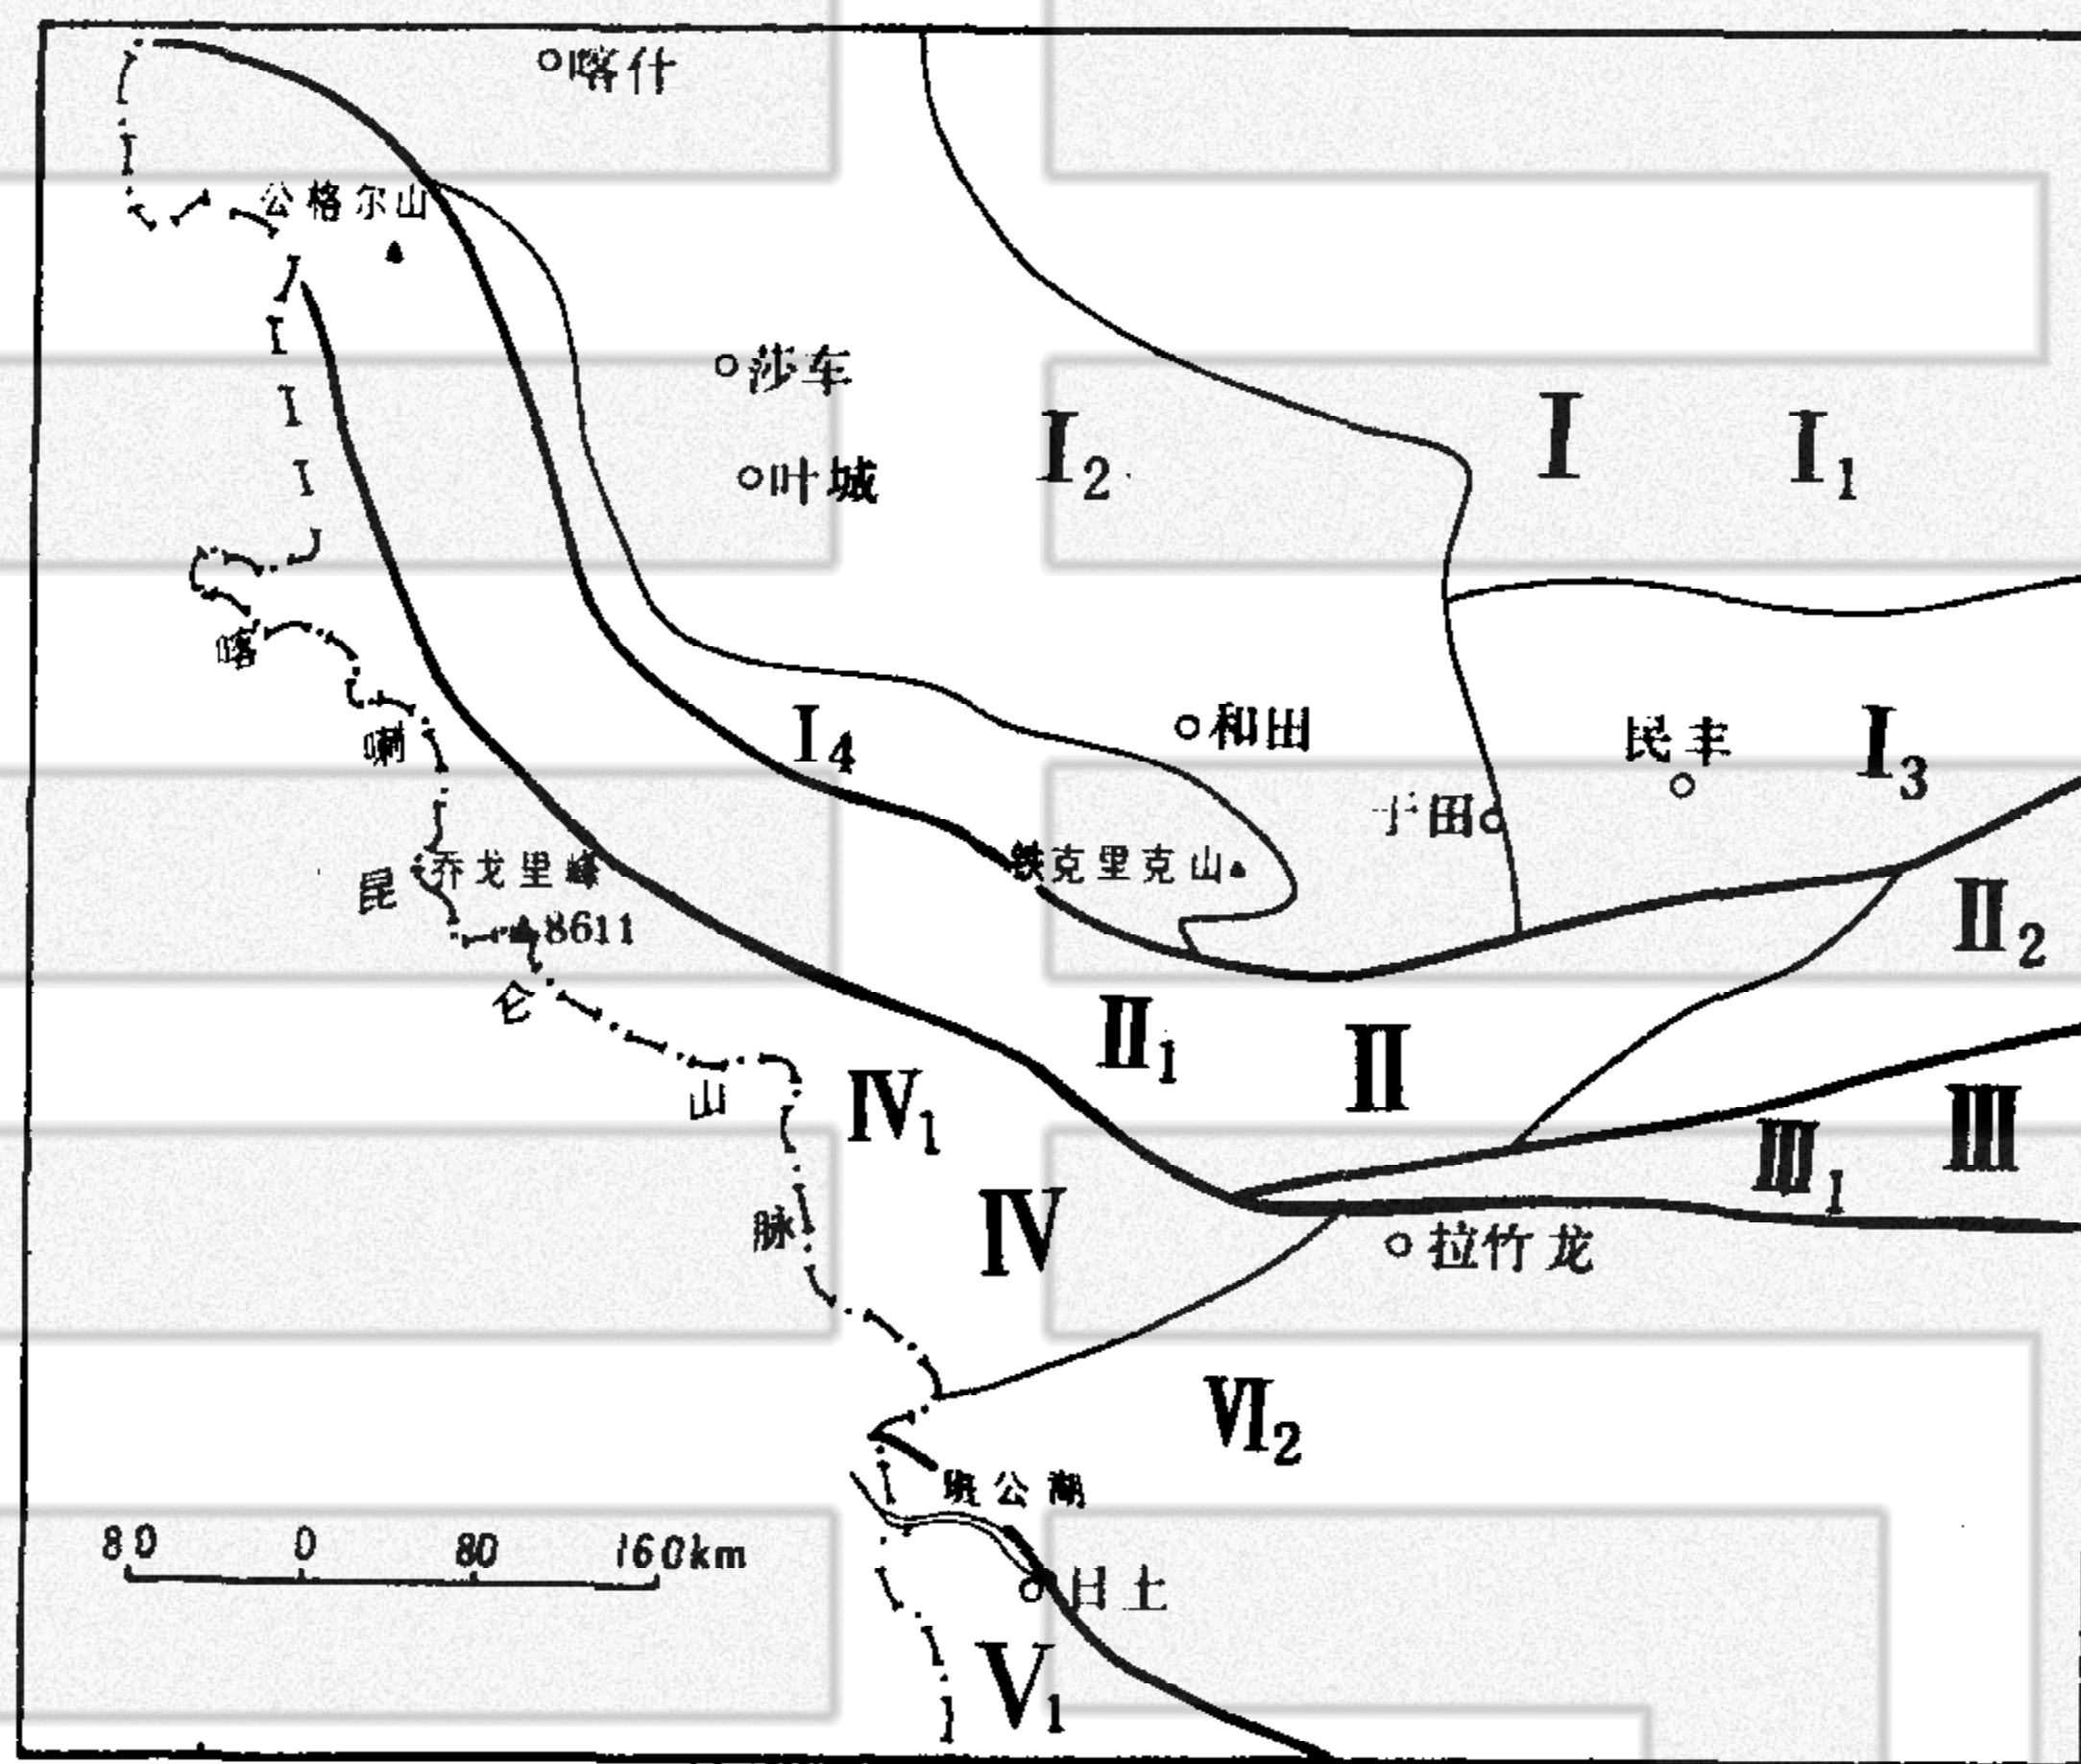 喀什
公格尔山
莎车
叶城
I2
I
I1
喀喇昆仑山脉
I4
和田
民丰
I3
于田
铁克里克山
乔戈里峰
8611
II2
II1
II
IV1
III
III1
IV
拉竹龙
VI2
班公湖
80 0 80 160km
日土
V1